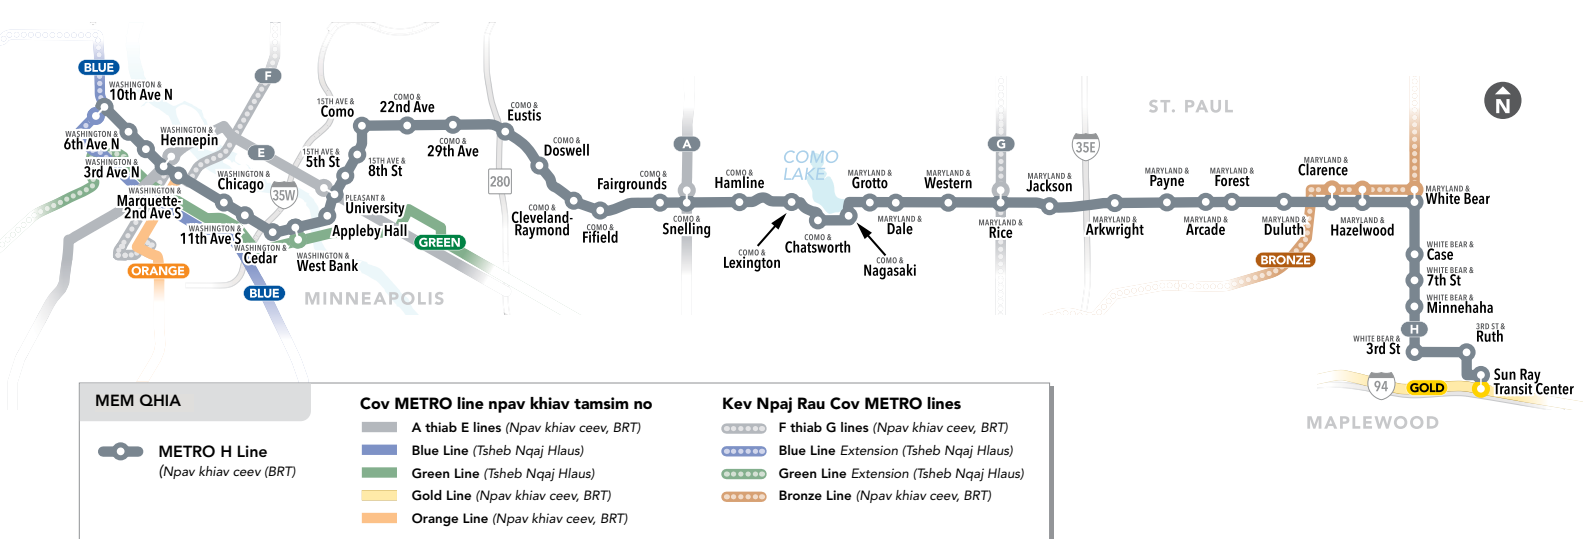 BLUE
WASHINGTON &
10th Ave N
WASHINGTON &
6th Ave N
WASHINGTON &
3rd Ave N
WASHINGTON &
Hennepin
F
E
WASHINGTON &
Marquette-
2nd Ave S
WASHINGTON &
Chicago
35W
11th Ave S
WASHINGTON &
Cedar
WASHINGTON &
West Bank
ORANGE
BLUE
MINNEAPOLIS
15TH AVE &
Como
15TH AVE &
5th St
15TH AVE &
8th St
PLEASANT &
University
Appleby Hall
GREEN
COMO &
22nd Ave
COMO &
29th Ave
280
COMO &
Eustis
COMO &
Doswell
COMO &
Cleveland-
Raymond
COMO &
Fifield
COMO &
Fairgrounds
A
COMO &
Snelling
COMO &
Hamline
COMO
LAKE
COMO &
Lexington
COMO &
Chatsworth
COMO &
Nagasaki
MARYLAND &
Grotto
MARYLAND &
Dale
MARYLAND &
Western
G
MARYLAND &
Rice
MARYLAND &
Jackson
35E
ST. PAUL
MARYLAND &
Arkwright
MARYLAND &
Payne
MARYLAND &
Arcade
MARYLAND &
Forest
MARYLAND &
Duluth
BRONZE
MARYLAND &
Clarence
MARYLAND &
Hazelwood
MARYLAND &
White Bear
N
WHITE BEAR &
Case
WHITE BEAR &
7th St
WHITE BEAR &
Minnehaha
H
WHITE BEAR &
3rd St
3RD ST &
Ruth
Sun Ray
Transit Center
94
GOLD
MAPLEWOOD
MEM QHIA
METRO H Line
(Npav khiav ceev (BRT)
Cov METRO line npav khiav tamsim no
A thiab E lines (Npav khiav ceev, BRT)
Blue Line (Tsheb Nqaj Hlaus)
Green Line (Tsheb Nqaj Hlaus)
Gold Line (Npav khiav ceev, BRT)
Orange Line (Npav khiav ceev, BRT)
Kev Npaj Rau Cov METRO lines
F thiab G lines (Npav khiav ceev, BRT)
Blue Line Extension (Tsheb Nqaj Hlaus)
Green Line Extension (Tsheb Nqaj Hlaus)
Bronze Line (Npav khiav ceev, BRT)